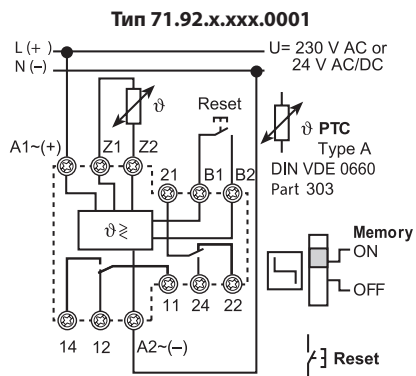 Тип 71.92.x.xxx.0001
L (+)
N (–)
U= 230 V AC or
24 V AC/DC
ϑ
Reset
ϑ PTC
Type A
DIN VDE 0660
Part 303
A1~(+)
Z1
Z2
21
B1
B2
ϑ ≷
Memory
ON
OFF
11
24
22
14
12
A2~(–)
Reset